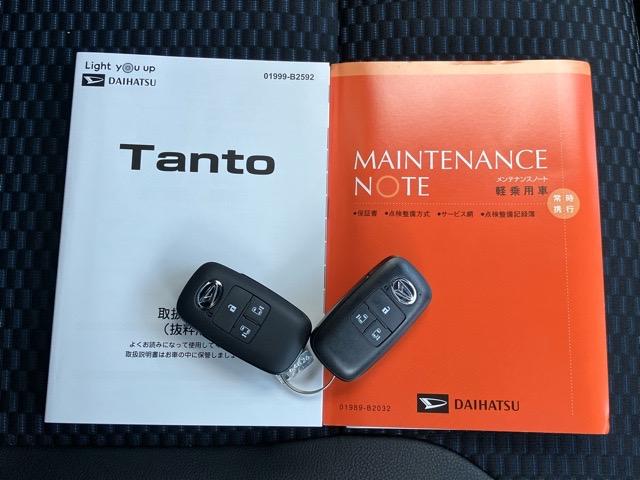 Light you up
DAIHATSU
01999-B2592
Tanto
取扱
(抜粋
よくお読みになって使用して
取扱説明書はお車の中に保管しまし
MAINTENANCE
NOTE
メンテナンスノート
軽乗用車
常時
携行
●保証書 ●点検整備方式 ●サービス網 ●点検整備記録簿
01989-B2032
DAIHATSU